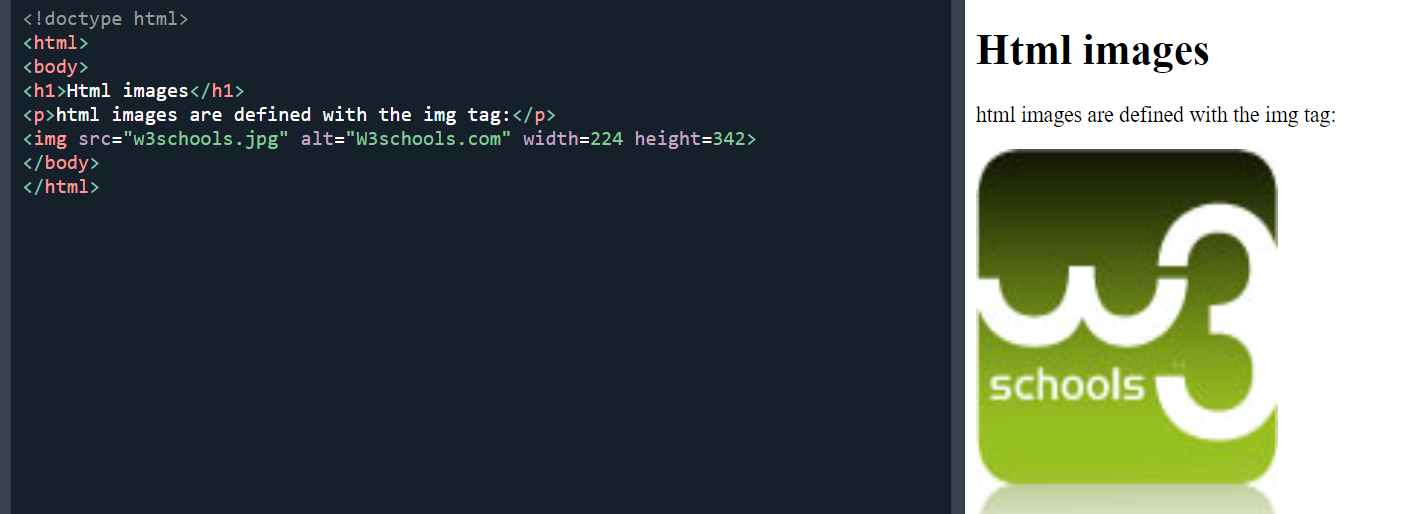 <!doctype html>
<html>
<body>
<h1>Html images</h1>
<p>html images are defined with the img tag:</p>
<img src="w3schools.jpg" alt="W3schools.com" width=224 height=342>
</body>
</html>
Html images
html images are defined with the img tag:
w3
schools